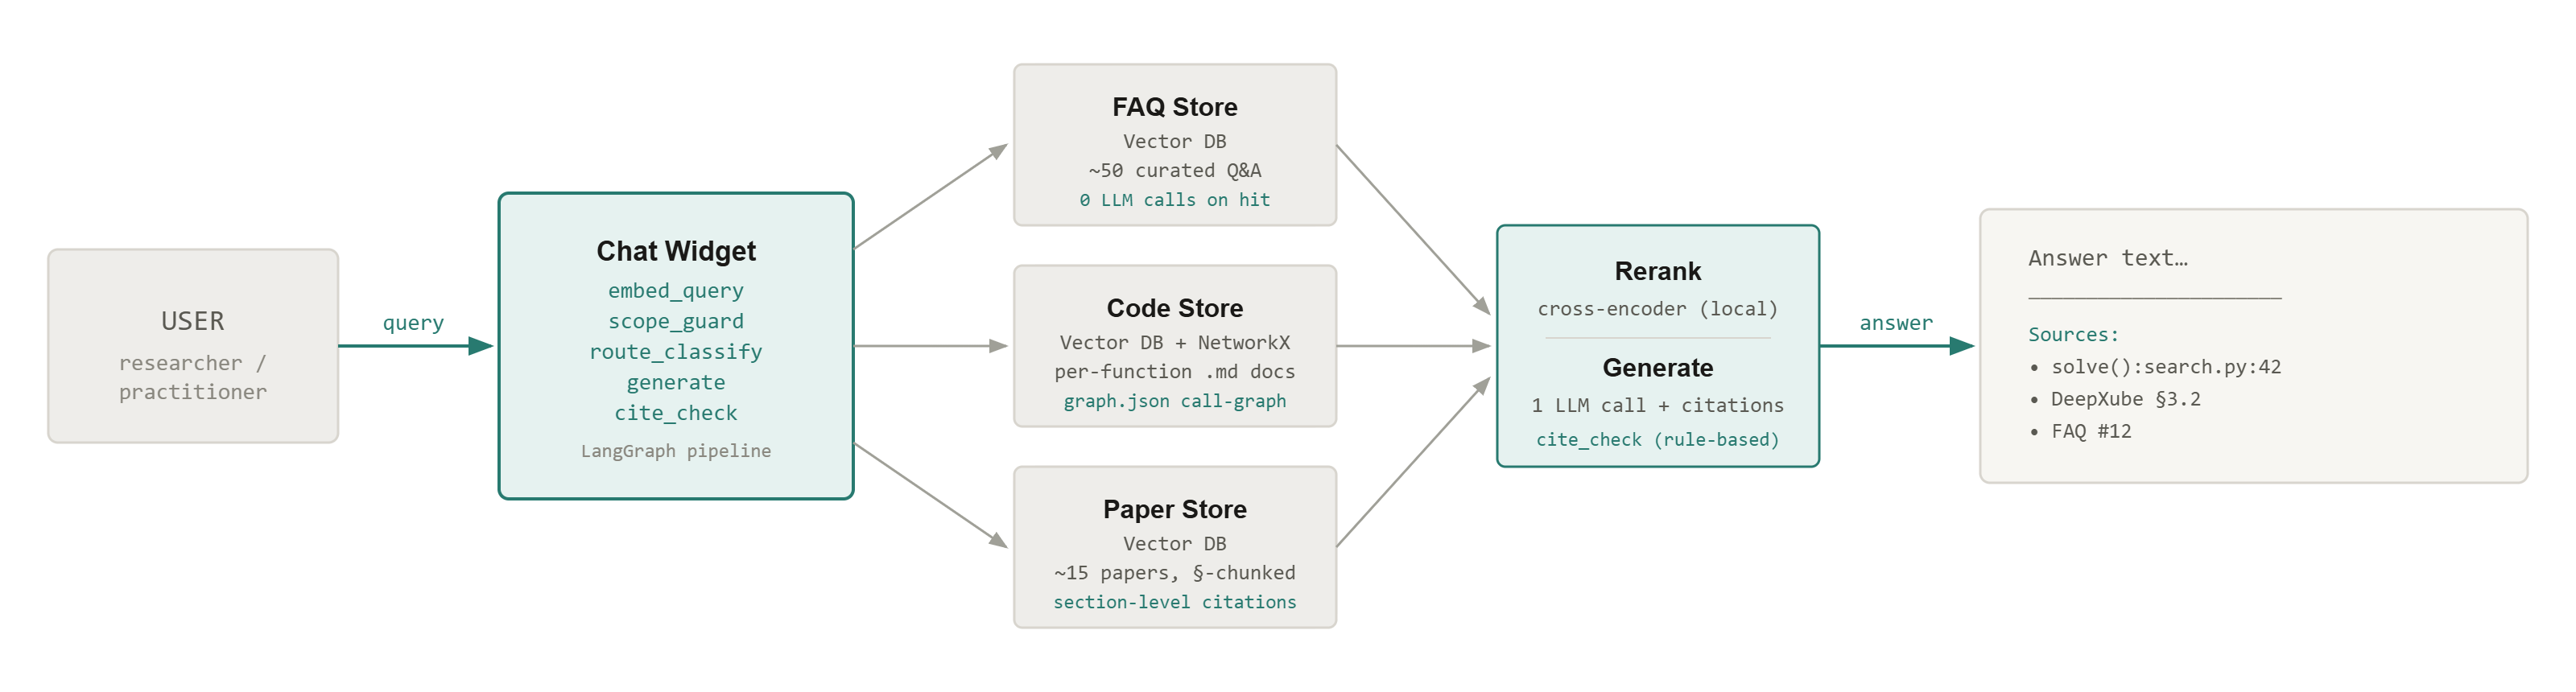 USER
researcher /
practitioner
query
Chat Widget
embed_query
scope_guard
route_classify
generate
cite_check
LangGraph pipeline
FAQ Store
Vector DB
~50 curated Q&A
0 LLM calls on hit
Code Store
Vector DB + NetworkX
per-function .md docs
graph.json call-graph
Paper Store
Vector DB
~15 papers, §-chunked
section-level citations
Rerank
cross-encoder (local)
Generate
1 LLM call + citations
cite_check (rule-based)
answer
Answer text…
Sources:
• solve():search.py:42
• DeepXube §3.2
• FAQ #12